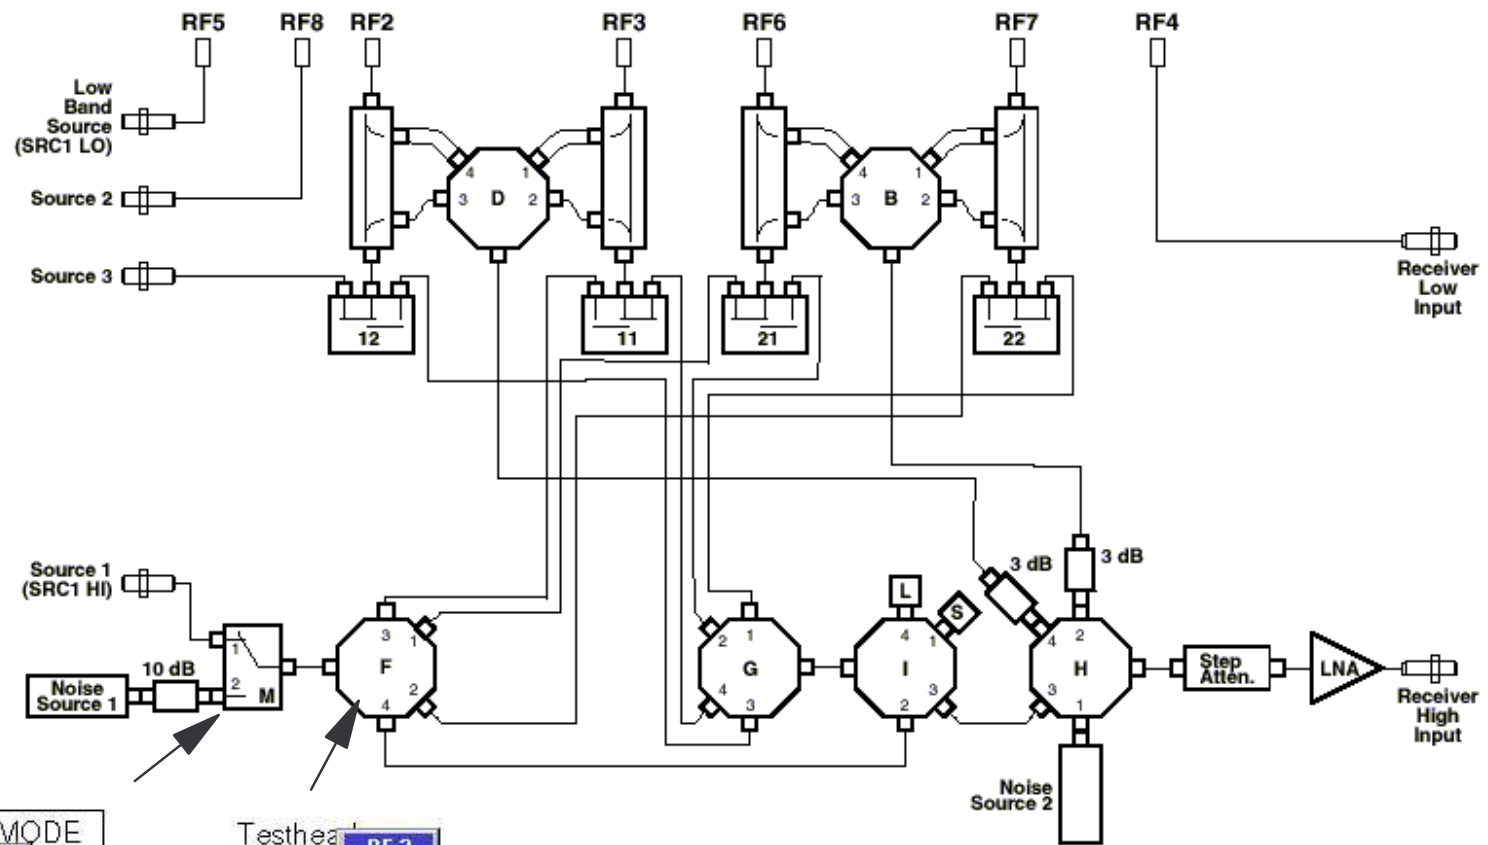 RF5 RF8 RF2 RF3 RF6 RF7 RF4
Low
Band
Source
(SRC1 LO)
Source 2
Source 3
4 1
3 D 2
4 1
3 B 2
12
11
21
22
Receiver
Low
Input
Source 1
(SRC1 HI)
10 dB
Noise
Source 1
1
2
M
3 1
F
2
4
2 1
G
4
3
L
S
4 1
I
3
2
3 dB
3 dB
4 2
H
3
1
Noise
Source 2
Step
Atten.
LNA
Receiver
High
Input
MODE